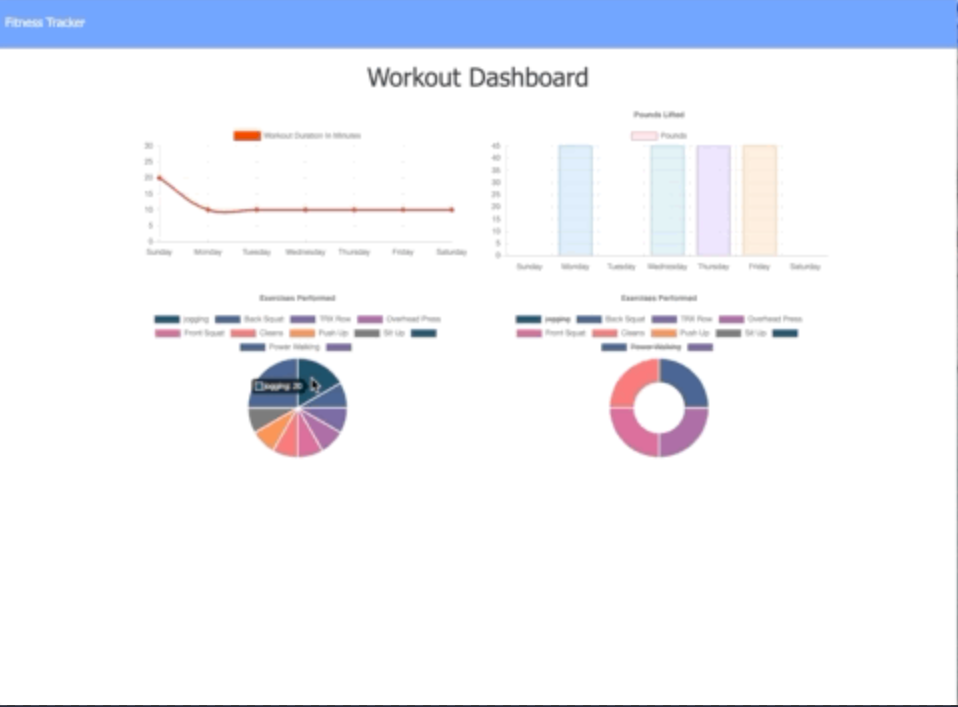 Fitness Tracker
Workout Dashboard
Workout Duration In Minutes
30
25
20
15
10
5
0
Sunday Monday Tuesday Wednesday Thursday Friday Saturday
Pounds Lifted
Pounds
45
40
35
30
25
20
15
10
5
0
Sunday Monday Tuesday Wednesday Thursday Friday Saturday
Exercises Performed
jogging Back Squat TRX Row Overhead Press
Front Squat Cleans Push Up Sit Up
Power Walking
jogging: 20
Exercises Performed
jogging Back Squat TRX Row Overhead Press
Front Squat Cleans Push Up Sit Up
Power Walking